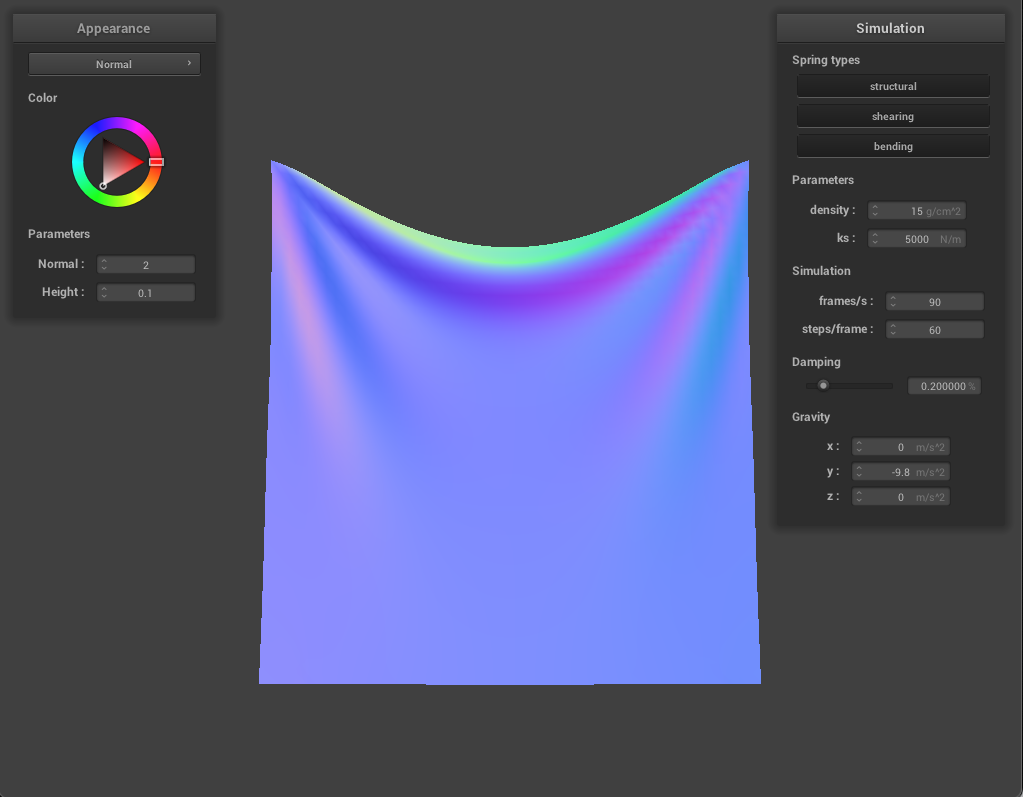 Appearance
Normal ›
Color
Parameters
Normal : 2
Height : 0.1
Simulation
Spring types
structural
shearing
bending
Parameters
density : 15 g/cm^2
ks : 5000 N/m
Simulation
frames/s : 90
steps/frame : 60
Damping
0.200000 %
Gravity
x : 0 m/s^2
y : -9.8 m/s^2
z : 0 m/s^2